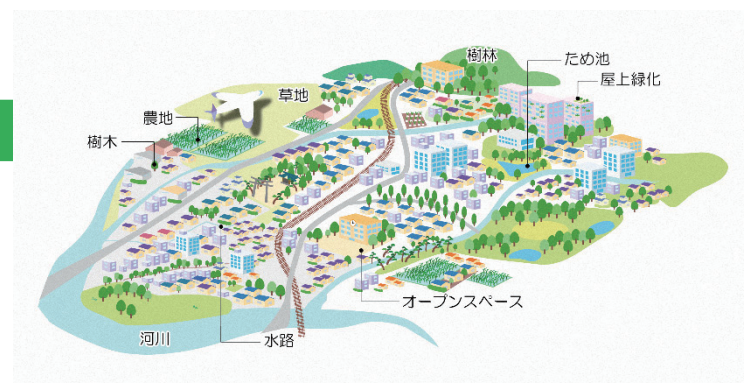 樹林
ため池
屋上緑化
草地
農地
樹木
オープンスペース
河川
水路